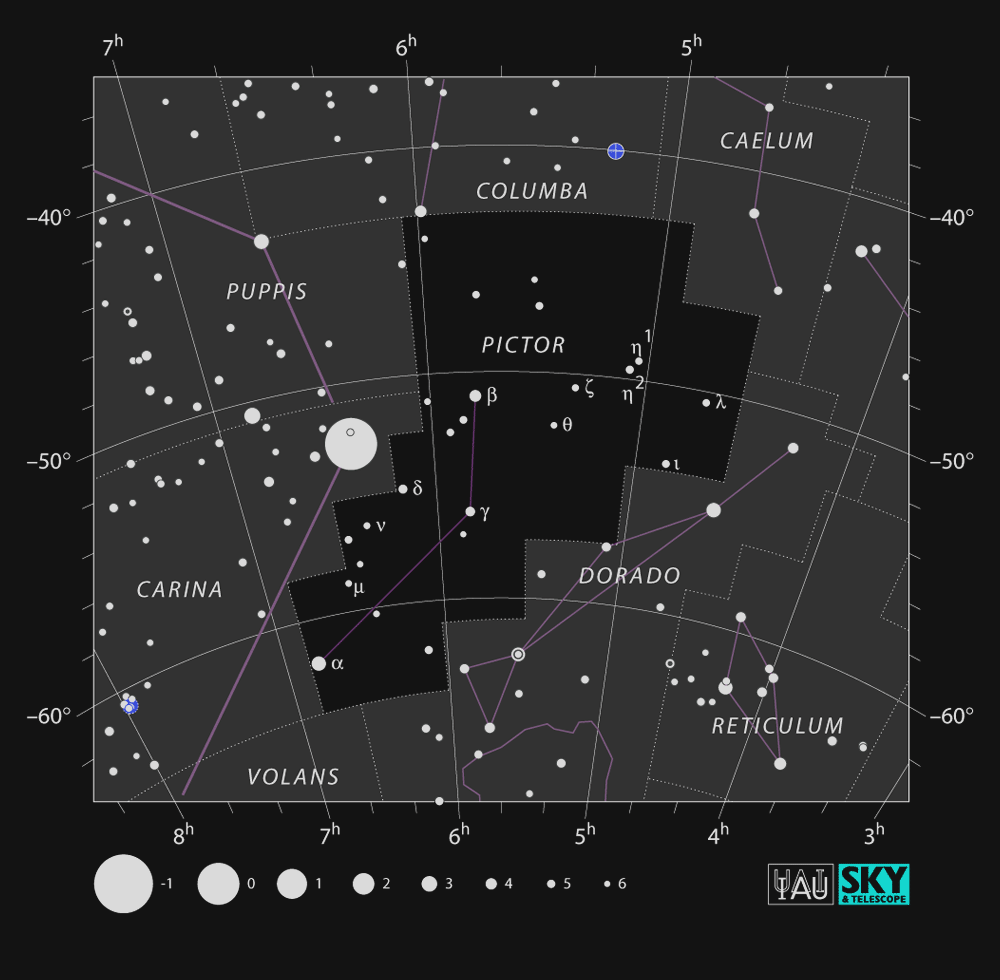 7h 6h 5h
CAELUM
COLUMBA
–40° –40°
PUPPIS
PICTOR
η1
η2
β ζ λ
θ
–50° ι –50°
δ
γ
ν
CARINA μ DORADO
α
–60° RETICULUM –60°
VOLANS
8h 7h 6h 5h 4h 3h
-1 0 1 2 3 4 5 6
IAU
SKY
& TELESCOPE